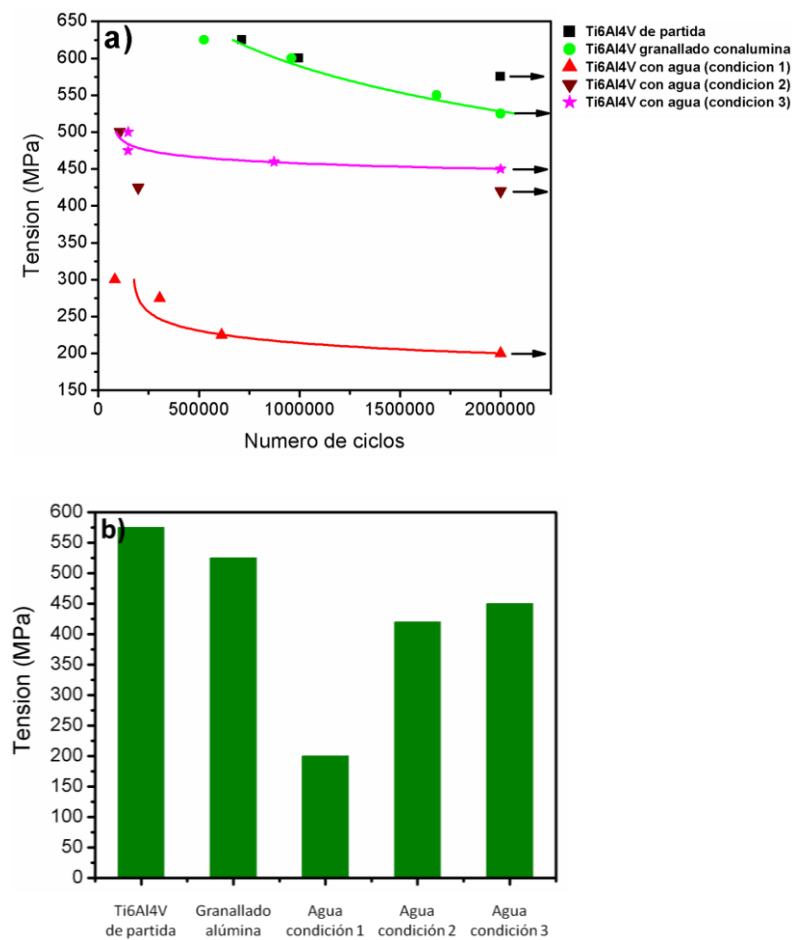 a)
650
600
550
500
450
400
350
300
250
200
150
Tension (MPa)
0
500000
1000000
1500000
2000000
Numero de ciclos
Ti6Al4V de partida
Ti6Al4V granallado conalumina
Ti6Al4V con agua (condicion 1)
Ti6Al4V con agua (condicion 2)
Ti6Al4V con agua (condicion 3)
b)
600
550
500
450
400
350
300
250
200
150
100
50
0
Tension (MPa)
Ti6Al4V
de partida
Granallado
alúmina
Agua
condición 1
Agua
condición 2
Agua
condición 3